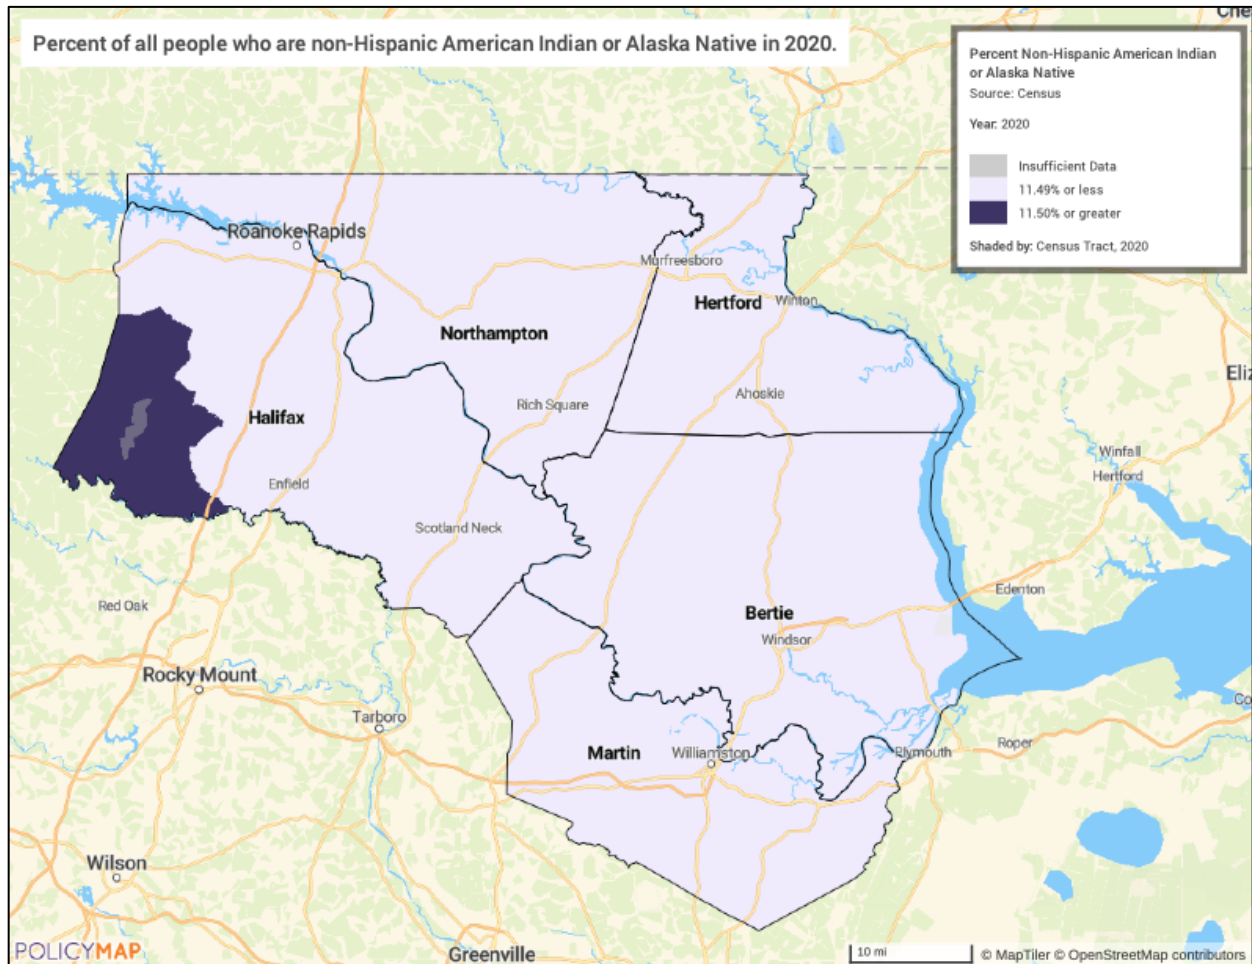 Percent of all people who are non-Hispanic American Indian or Alaska Native in 2020.
Percent Non-Hispanic American Indian
or Alaska Native
Source: Census
Year: 2020
Insufficient Data
11.49% or less
11.50% or greater
Shaded by: Census Tract, 2020
Roanoke Rapids
Murfreesboro
Hertford
Winton
Northampton
Ahoskie
Rich Square
Halifax
Enfield
Scotland Neck
Winfall
Hertford
Edenton
Bertie
Windsor
Red Oak
Rocky Mount
Tarboro
Martin
Williamston
Plymouth
Roper
Wilson
Greenville
POLICYMAP
10 mi
© MapTiler © OpenStreetMap contributors